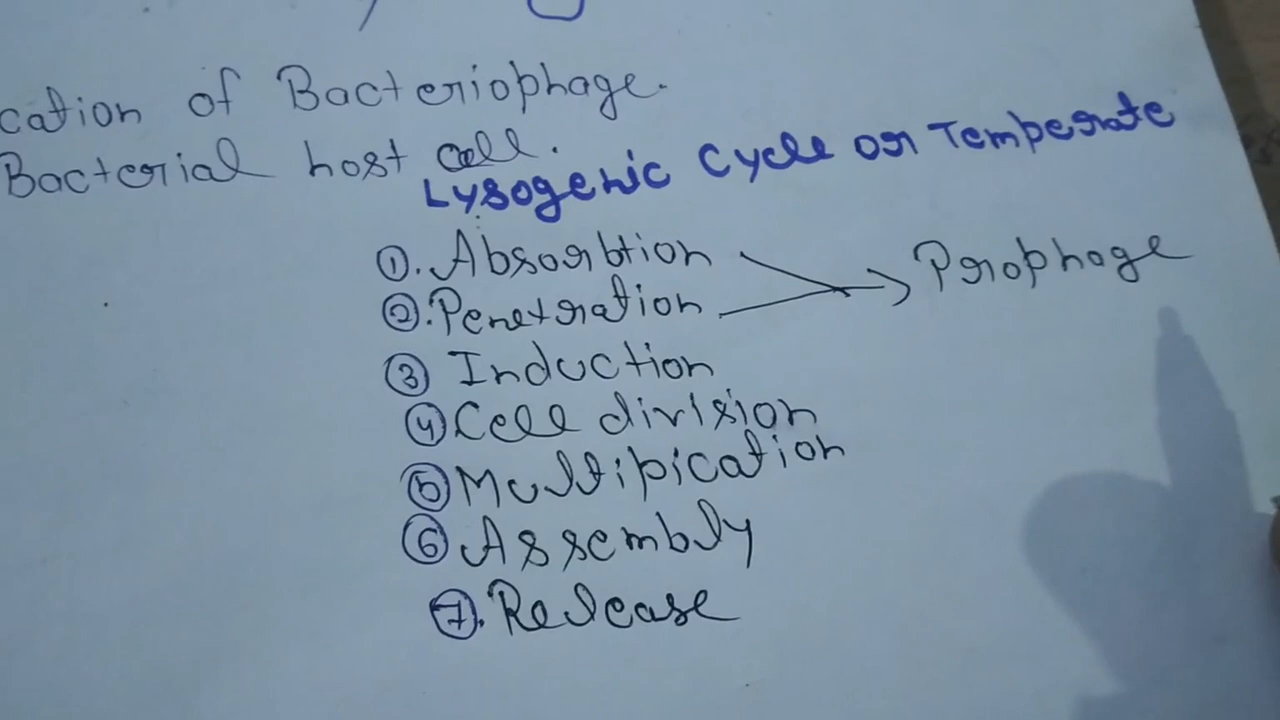 cation of Bacteriophage.
Bacterial host cell.
Lysogenic Cycle or Temperate
①. Absorbtion
②. Penetration → Prophage
③ Induction
④ Cell division
⑤ Multipication
⑥ Assembly
⑦. Release